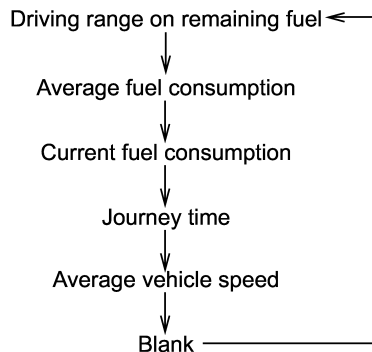 Driving range on remaining fuel
Average fuel consumption
Current fuel consumption
Journey time
Average vehicle speed
Blank